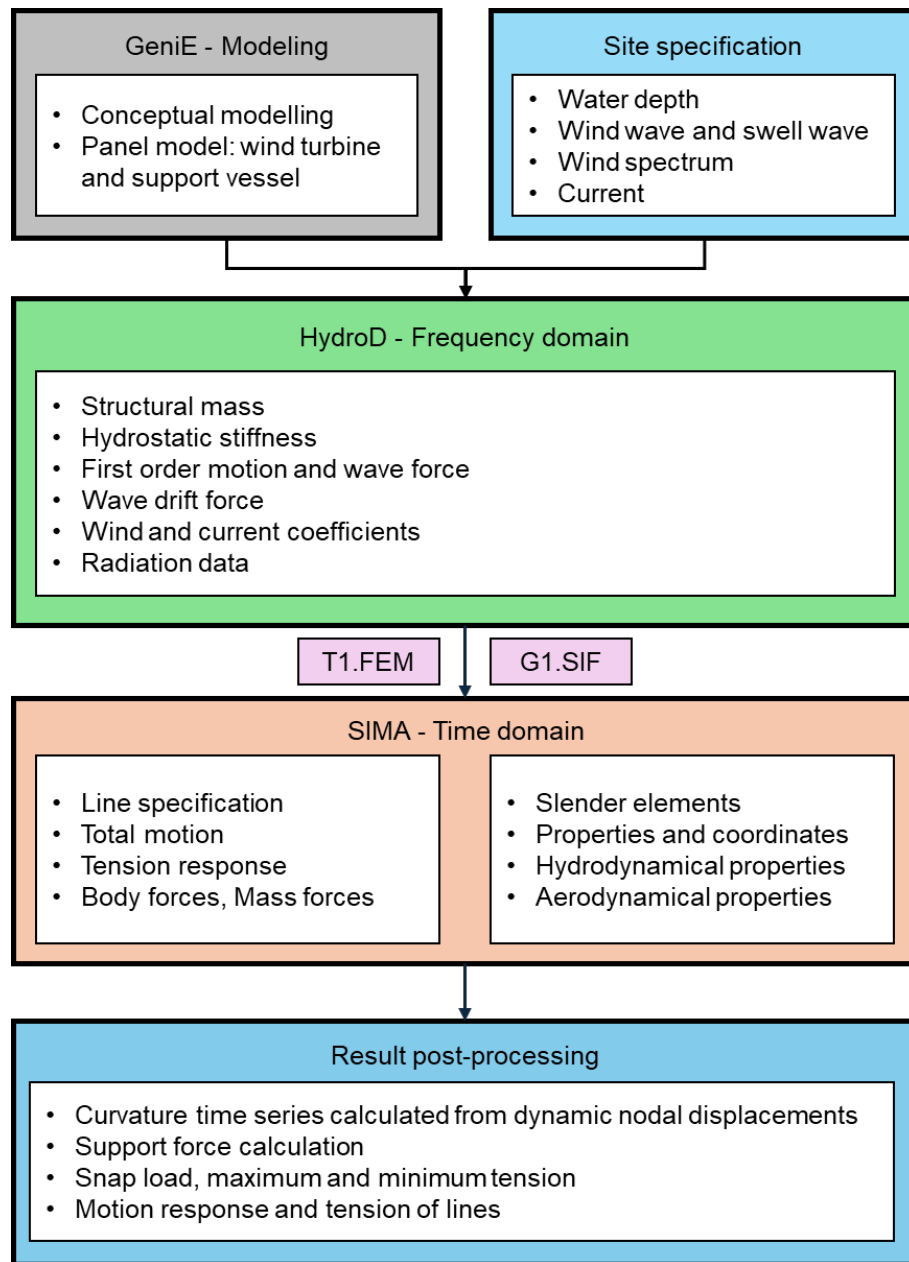 GeniE - Modeling
• Conceptual modelling
• Panel model: wind turbine
and support vessel
Site specification
• Water depth
• Wind wave and swell wave
• Wind spectrum
• Current
HydroD - Frequency domain
• Structural mass
• Hydrostatic stiffness
• First order motion and wave force
• Wave drift force
• Wind and current coefficients
• Radiation data
T1.FEM
G1.SIF
SIMA - Time domain
• Line specification
• Total motion
• Tension response
• Body forces, Mass forces
• Slender elements
• Properties and coordinates
• Hydrodynamical properties
• Aerodynamical properties
Result post-processing
• Curvature time series calculated from dynamic nodal displacements
• Support force calculation
• Snap load, maximum and minimum tension
• Motion response and tension of lines